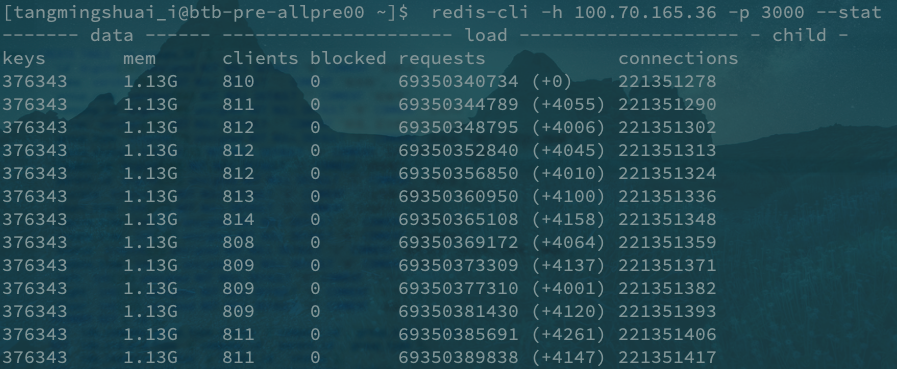 [tangmingshuai_i@btb-pre-allpre00 ~]$  redis-cli -h 100.70.165.36 -p 3000 --stat
------- data ------ --------------------- load -------------------- - child -
keys       mem      clients blocked requests            connections
376343     1.13G    810     0       69350340734 (+0)    221351278
376343     1.13G    811     0       69350344789 (+4055) 221351290
376343     1.13G    812     0       69350348795 (+4006) 221351302
376343     1.13G    812     0       69350352840 (+4045) 221351313
376343     1.13G    812     0       69350356850 (+4010) 221351324
376343     1.13G    813     0       69350360950 (+4100) 221351336
376343     1.13G    814     0       69350365108 (+4158) 221351348
376343     1.13G    808     0       69350369172 (+4064) 221351359
376343     1.13G    809     0       69350373309 (+4137) 221351371
376343     1.13G    809     0       69350377310 (+4001) 221351382
376343     1.13G    809     0       69350381430 (+4120) 221351393
376343     1.13G    811     0       69350385691 (+4261) 221351406
376343     1.13G    811     0       69350389838 (+4147) 221351417